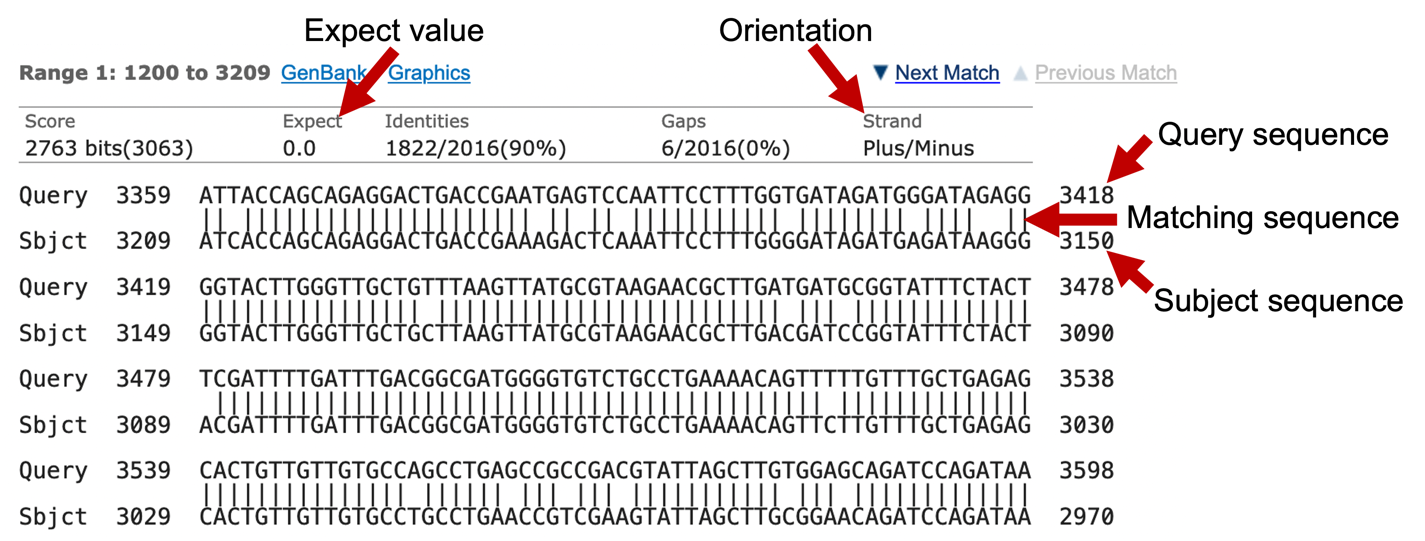 Expect value
Orientation
Range 1: 1200 to 3209 GenBank Graphics
Next Match Previous Match
Score Expect Identities Gaps Strand
2763 bits(3063) 0.0 1822/2016(90%) 6/2016(0%) Plus/Minus
Query sequence
Query 3359 ATTACCAGCAGAGGACTGACCGAATGAGTCCAATTCCTTTGGTGATAGATGGGATAGAGG 3418
Matching sequence
Sbjct 3209 ATCACCAGCAGAGGACTGACCGAAAGACTCAAATTCCTTTGGGGATAGATGAGATAAGGG 3150
Subject sequence
Query 3419 GGTACTTGGGTTGCTGTTTAAGTTATGCGTAAGAACGCTTGATGATGCGGTATTTCTACT 3478
Sbjct 3149 GGTACTTGGGTTGCTGCTTAAGTTATGCGTAAGAACGCTTGACGATCCGGTATTTCTACT 3090
Query 3479 TCGATTTTGATTTGACGGCGATGGGGTGTCTGCCTGAAAACAGTTTTTGTTTGCTGAGAG 3538
Sbjct 3089 ACGATTTTGATTTGACGGCGATGGGGTGTCTGCCTGAAAACAGTTCTTGTTTGCTGAGAG 3030
Query 3539 CACTGTTGTTGTGCCAGCCTGAGCCGCCGACGTATTAGCTTGTGGAGCAGATCCAGATAA 3598
Sbjct 3029 CACTGTTGTTGTGCCTGCCTGAACCGTCGAAGTATTAGCTTGCGGAACAGATCCAGATAA 2970